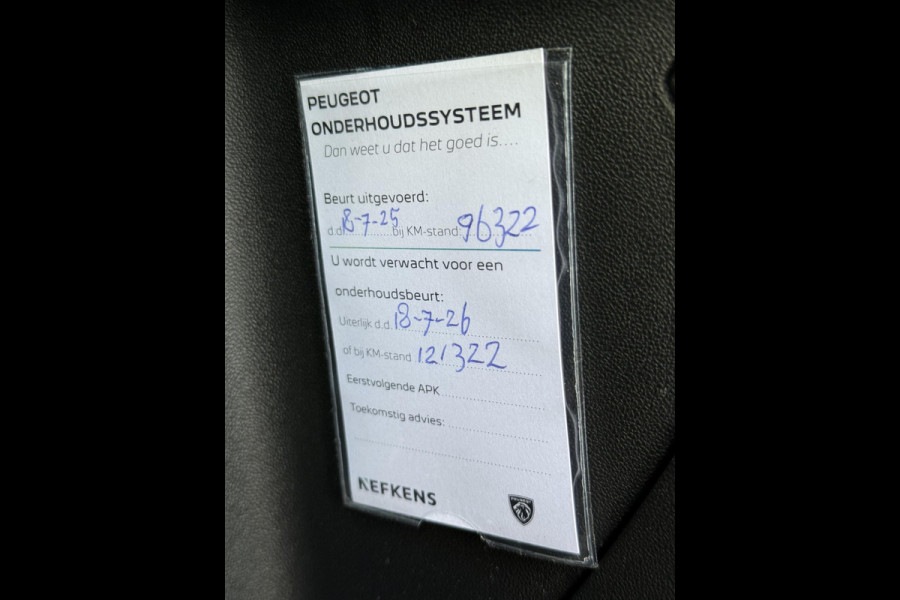 PEUGEOT
ONDERHOUDSSYSTEEM
Dan weet u dat het goed is....
Beurt uitgevoerd:
d.d. 18-7-25 bij KM-stand: 96322
U wordt verwacht voor een
onderhoudsbeurt:
Uiterlijk d.d. 18-7-26
of bij KM-stand 121322
Eerstvolgende APK
Toekomstig advies:
NEFKENS